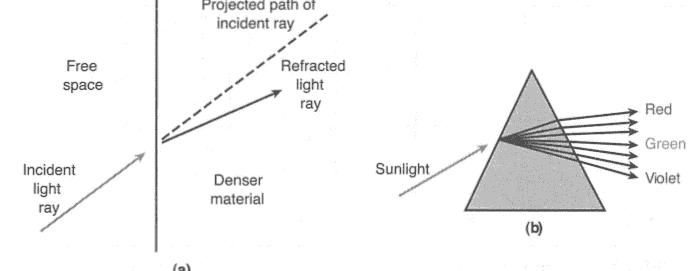 Projected path of
incident ray
Free
space
Refracted
light
ray
Incident
light
ray
Denser
material
(a)
Sunlight
Red
Green
Violet
(b)